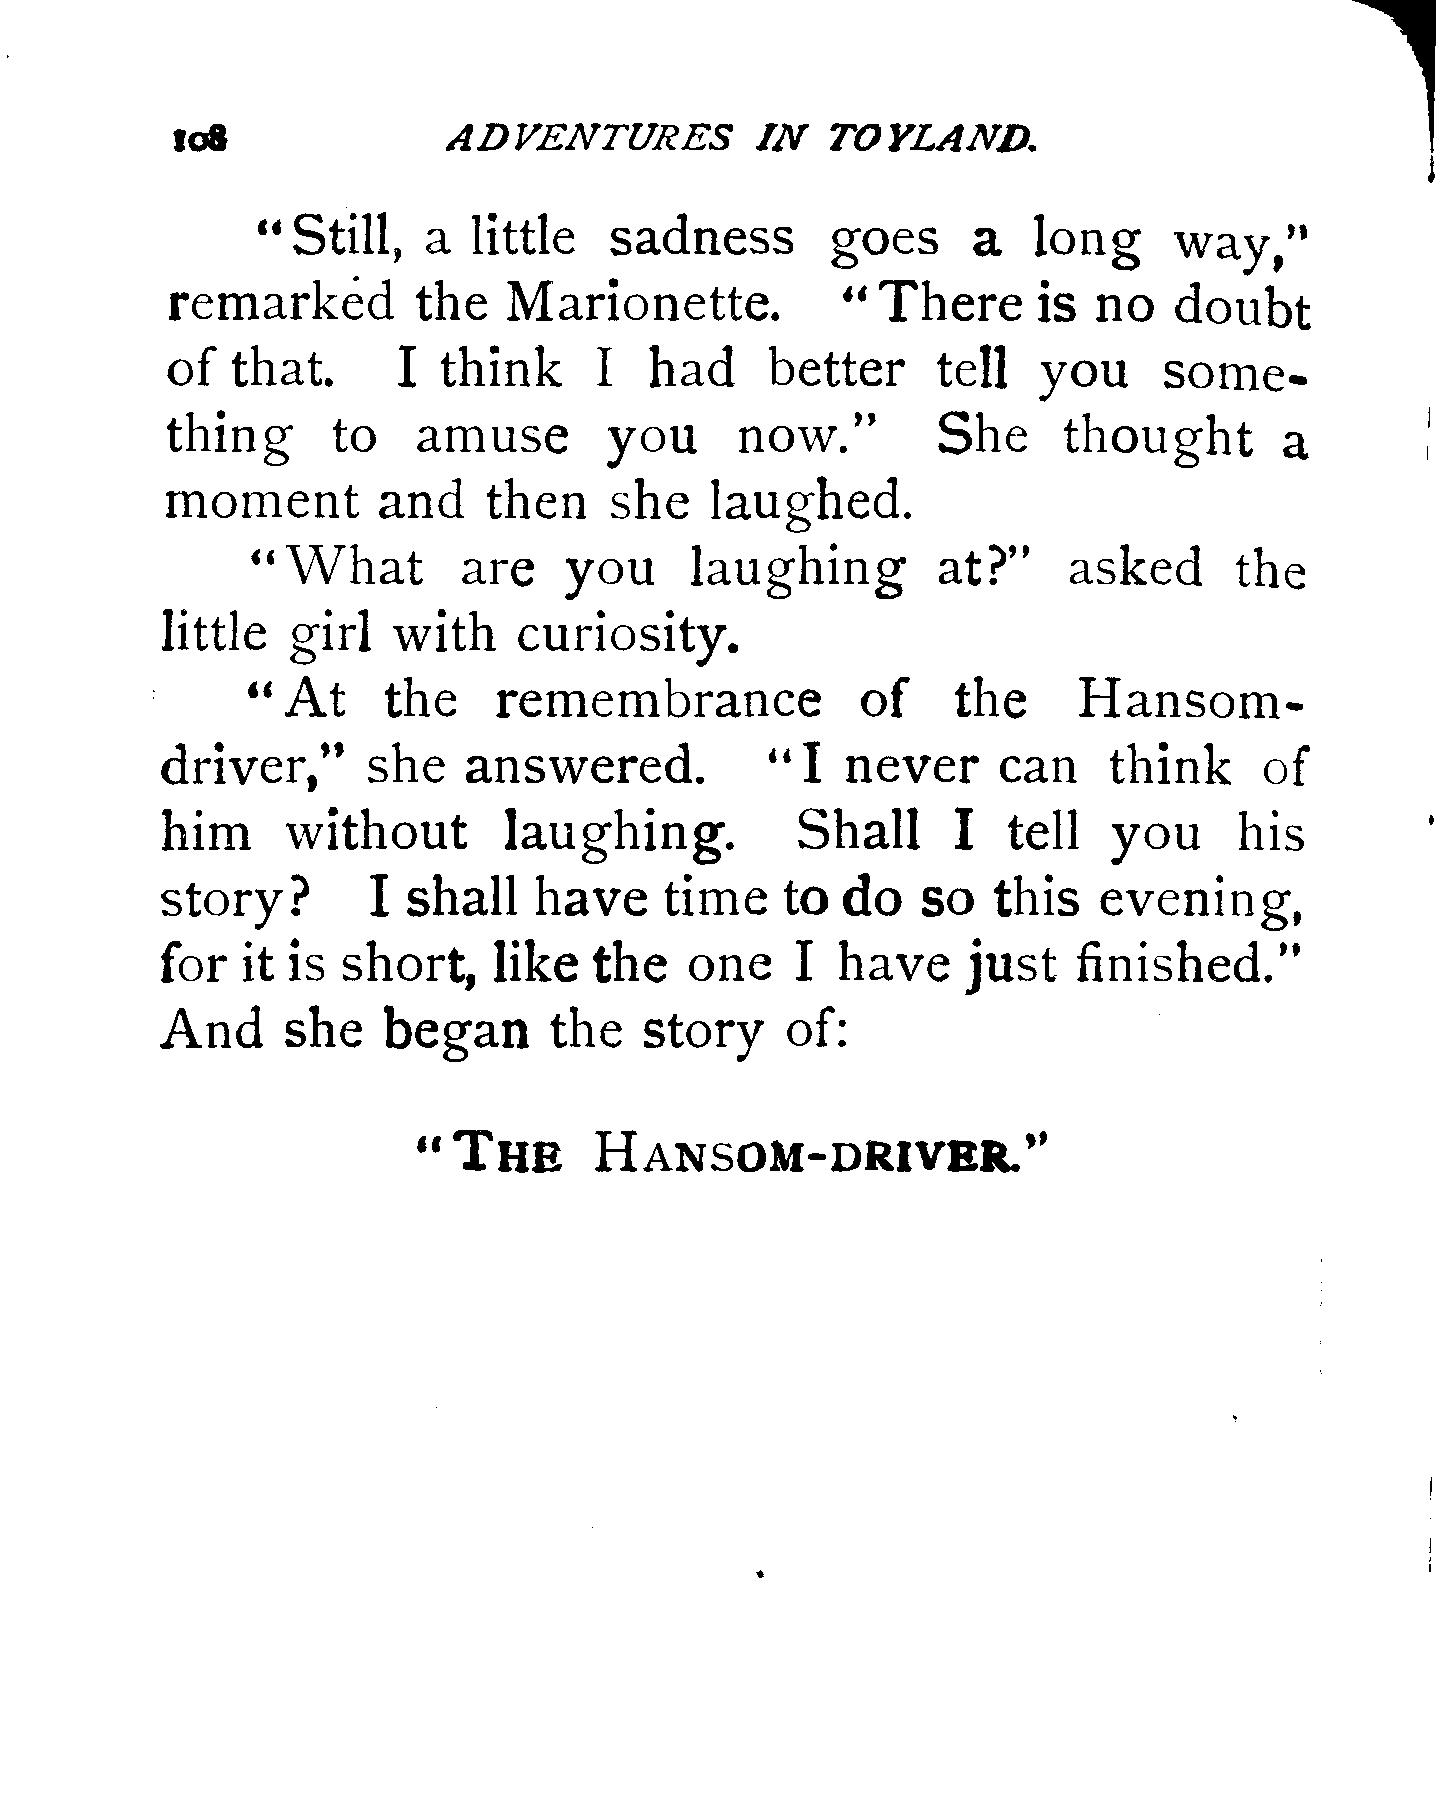 108 ADVENTURES IN TOYLAND.
"Still, a little sadness goes a long way,"
remarked the Marionette. "There is no doubt
of that. I think I had better tell you some-
thing to amuse you now." She thought a
moment and then she laughed.
"What are you laughing at?" asked the
little girl with curiosity.
"At the remembrance of the Hansom-
driver," she answered. "I never can think of
him without laughing. Shall I tell you his
story? I shall have time to do so this evening,
for it is short, like the one I have just finished."
And she began the story of:
"THE HANSOM-DRIVER."